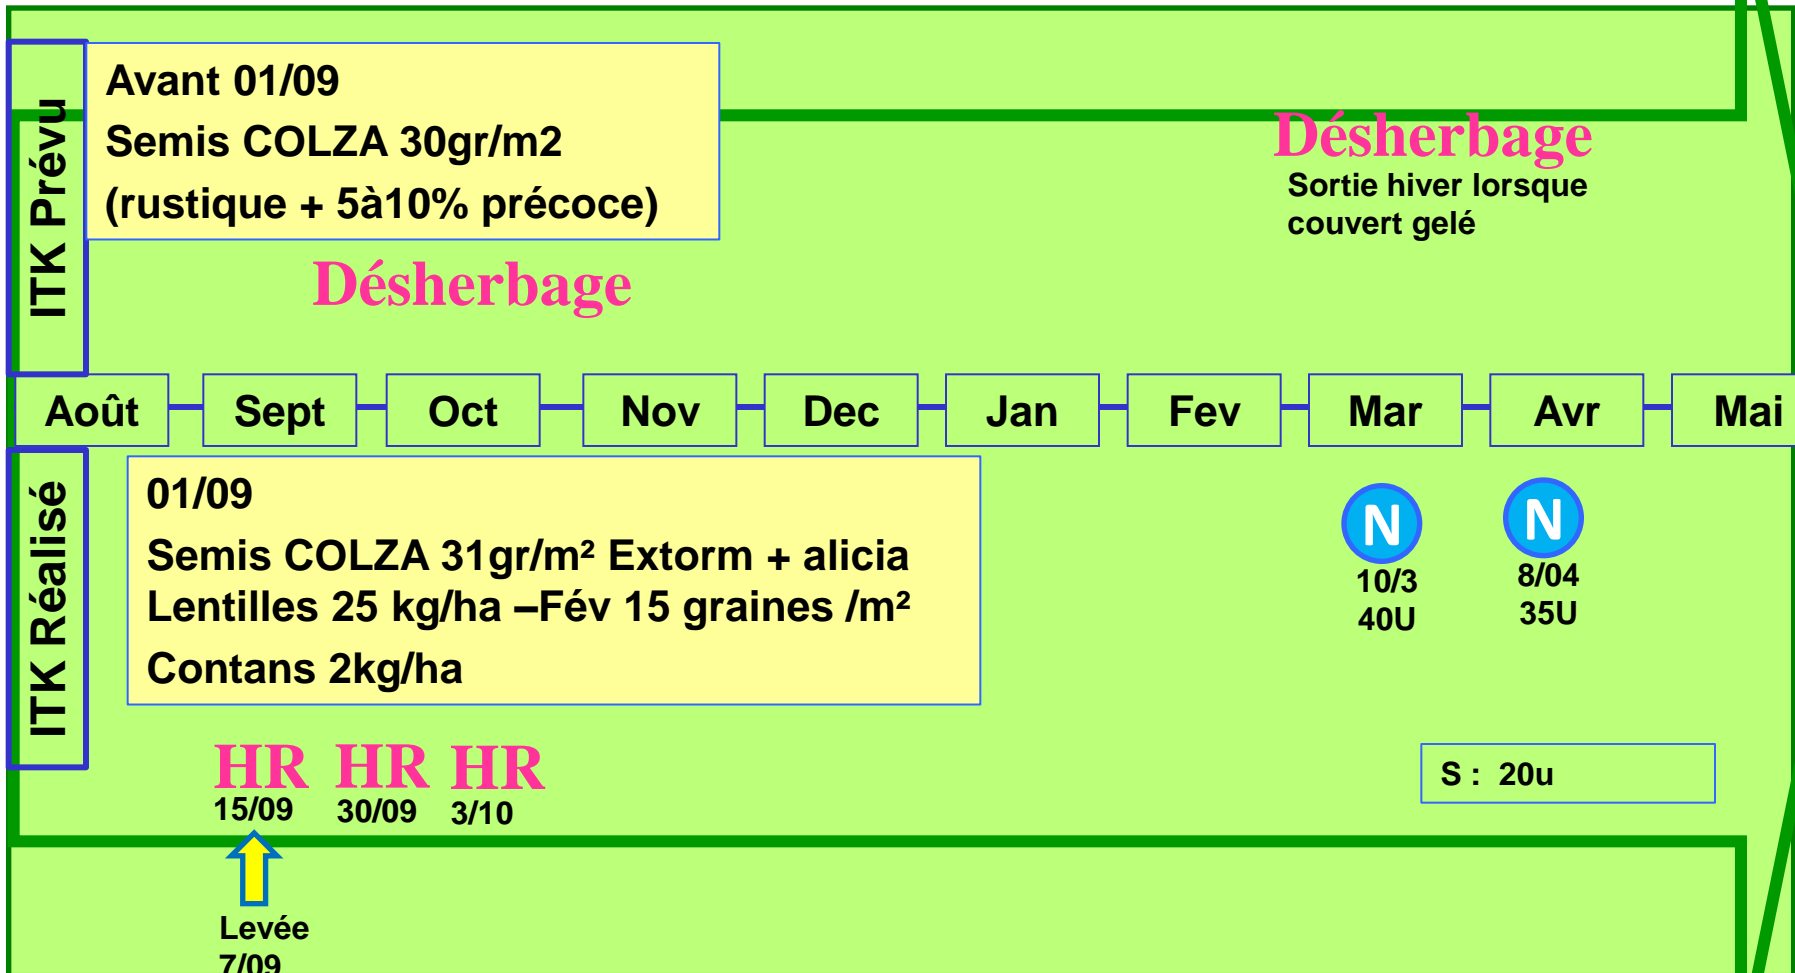 ITK Prévu
Avant 01/09
Semis COLZA 30gr/m2
(rustique + 5à10% précoce)
Désherbage
Sortie hiver lorsque
couvert gelé
Désherbage
Août
Sept
Oct
Nov
Dec
Jan
Fev
Mar
Avr
Mai
ITK Réalisé
01/09
Semis COLZA 31gr/m² Extorm + alicia
Lentilles 25 kg/ha –Fév 15 graines /m²
Contans 2kg/ha
N
10/3
40U
N
8/04
35U
HR
15/09
HR
30/09
HR
3/10
S : 20u
Levée
7/09